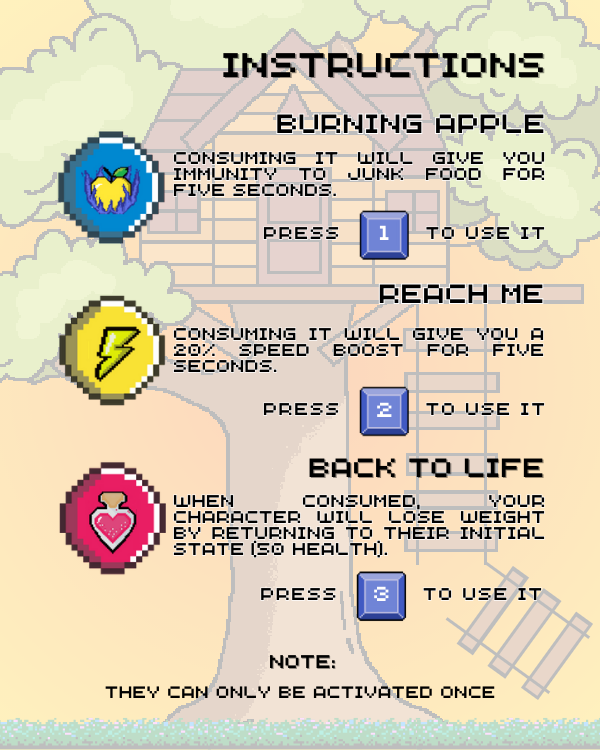 INSTRUCTIONS
BURNING APPLE
CONSUMING IT WILL GIVE YOU
IMMUNITY TO JUNK FOOD FOR
FIVE SECONDS.
PRESS 1 TO USE IT
REACH ME
CONSUMING IT WILL GIVE YOU A
20% SPEED BOOST FOR FIVE
SECONDS.
PRESS 2 TO USE IT
BACK TO LIFE
WHEN CONSUMED, YOUR
CHARACTER WILL LOSE WEIGHT
BY RETURNING TO THEIR INITIAL
STATE (50 HEALTH).
PRESS 3 TO USE IT
NOTE:
THEY CAN ONLY BE ACTIVATED ONCE